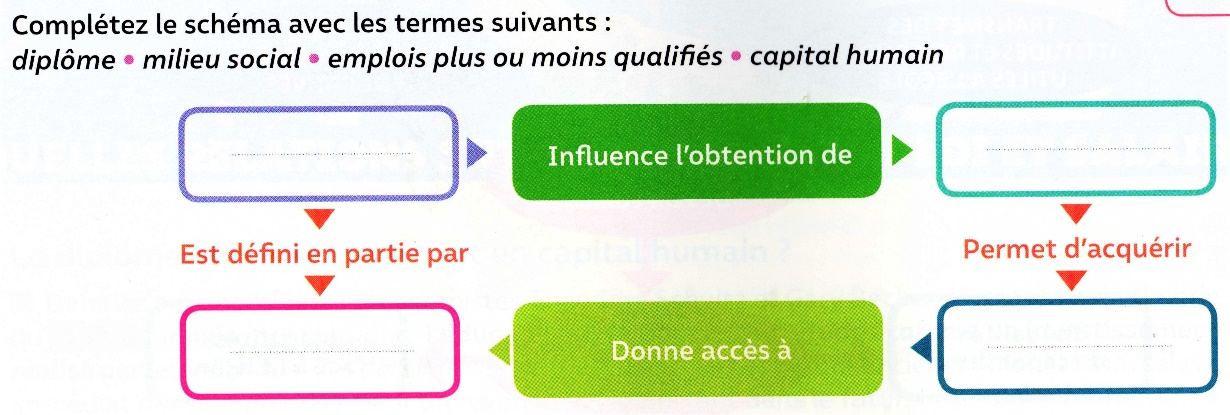 Complétez le schéma avec les termes suivants :
diplôme • milieu social • emplois plus ou moins qualifiés • capital humain
Influence l’obtention de
Est défini en partie par
Permet d’acquérir
Donne accès à